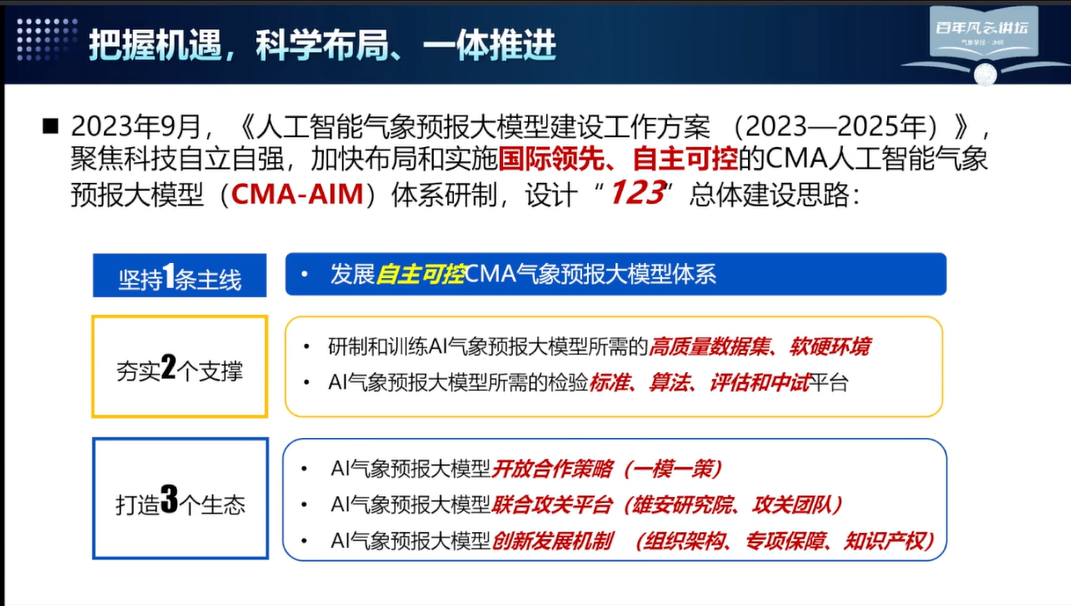 把握机遇，科学布局、一体推进
百年风云讲坛
■ 2023年9月，《人工智能气象预报大模型建设工作方案 （2023—2025年）》，
聚焦科技自立自强，加快布局和实施国际领先、自主可控的CMA人工智能气象
预报大模型（CMA-AIM）体系研制，设计“123”总体建设思路：
坚持1条主线
• 发展自主可控CMA气象预报大模型体系
夯实2个支撑
• 研制和训练AI气象预报大模型所需的高质量数据集、软硬环境
• AI气象预报大模型所需的检验标准、算法、评估和中试平台
打造3个生态
• AI气象预报大模型开放合作策略（一模一策）
• AI气象预报大模型联合攻关平台（雄安研究院、攻关团队）
• AI气象预报大模型创新发展机制 （组织架构、专项保障、知识产权）